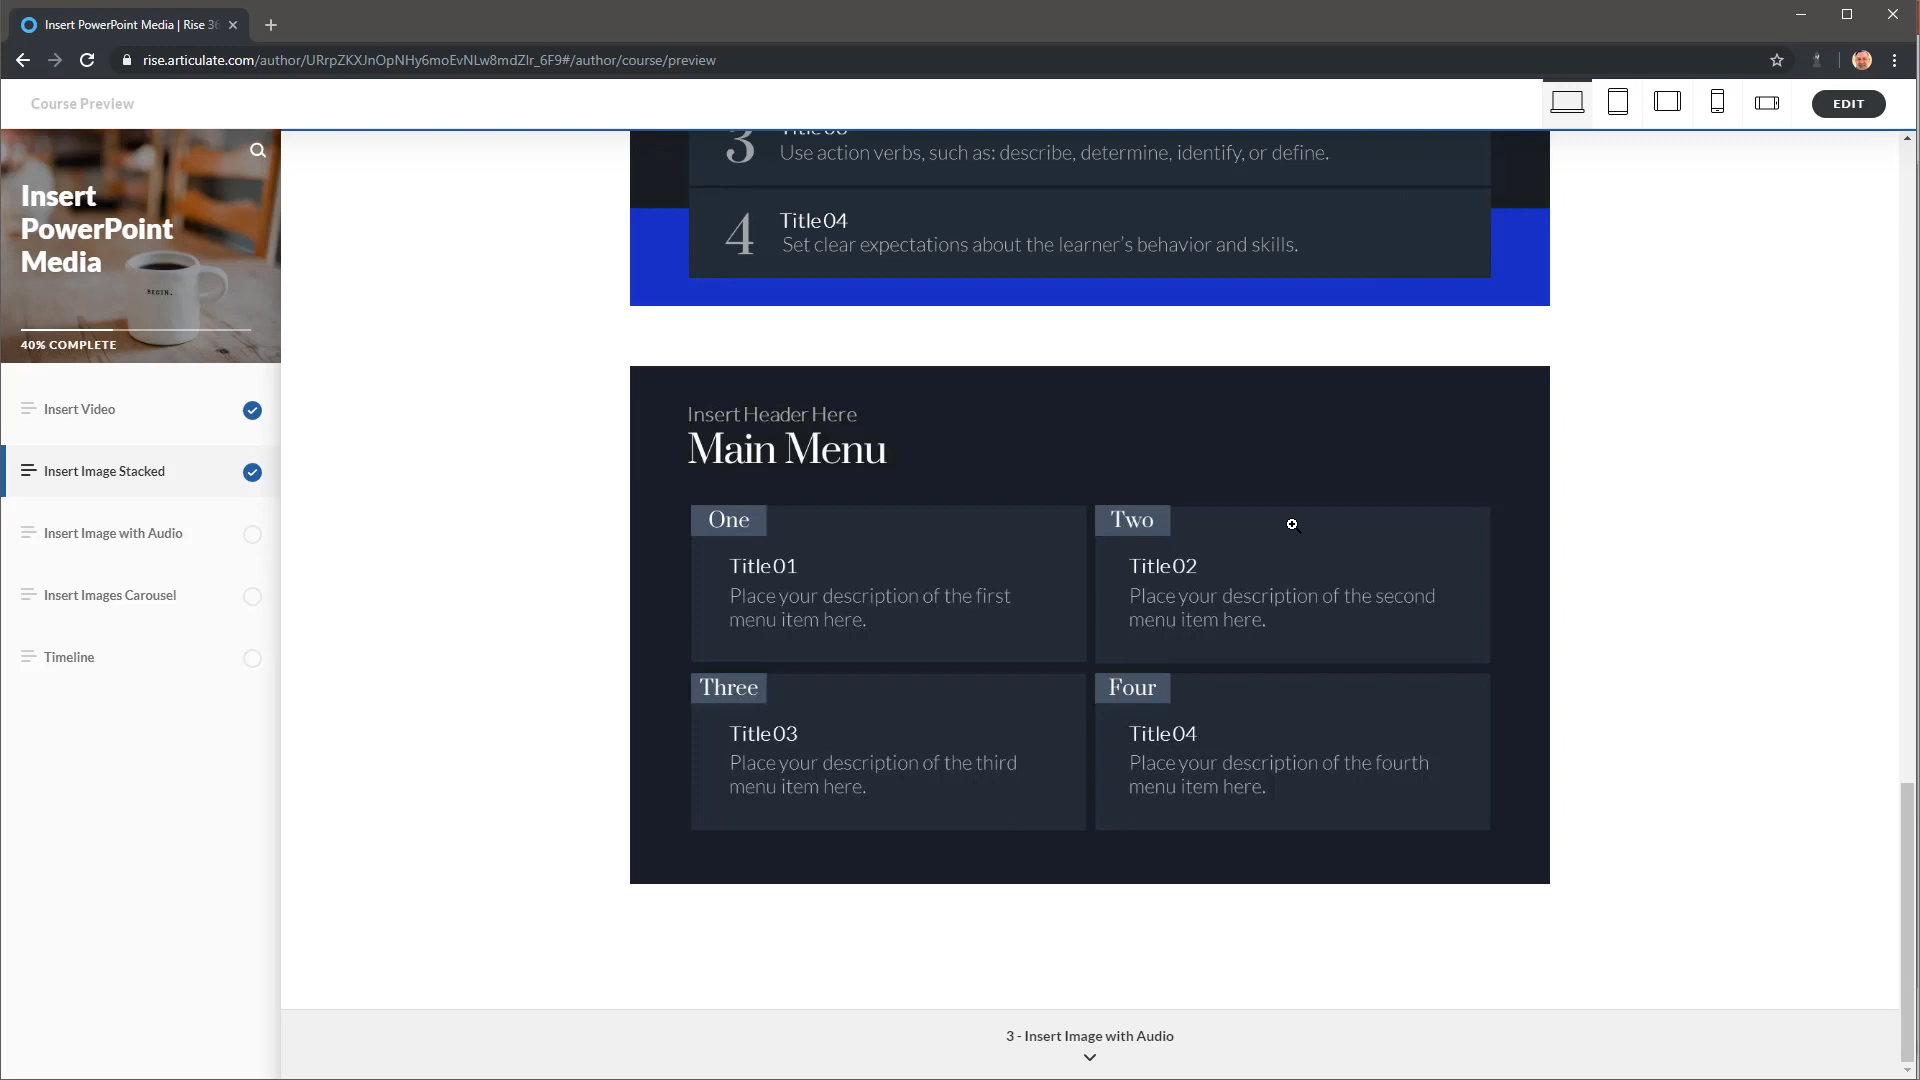 Insert PowerPoint Media | Rise 36
rise.articulate.com/author/URrpZKXJnOpNHy6moEvNLw8mdZIr_6F9#/author/course/preview
Course Preview
EDIT
Insert
PowerPoint
Media
BEGIN.
40% COMPLETE
Insert Video
Insert Image Stacked
Insert Image with Audio
Insert Images Carousel
Timeline
3
Use action verbs, such as: describe, determine, identify, or define.
4
Title04
Set clear expectations about the learner's behavior and skills.
Insert Header Here
Main Menu
One
Title01
Place your description of the first
menu item here.
Two
Title02
Place your description of the second
menu item here.
Three
Title03
Place your description of the third
menu item here.
Four
Title04
Place your description of the fourth
menu item here.
3 - Insert Image with Audio